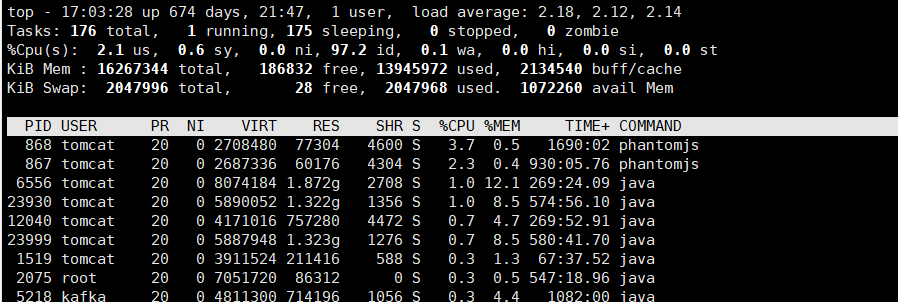 top - 17:03:28 up 674 days, 21:47,  1 user,  load average: 2.18, 2.12, 2.14
Tasks: 176 total,   1 running, 175 sleeping,   0 stopped,   0 zombie
%Cpu(s):  2.1 us,  0.6 sy,  0.0 ni, 97.2 id,  0.1 wa,  0.0 hi,  0.0 si,  0.0 st
KiB Mem : 16267344 total,   186832 free, 13945972 used,  2134540 buff/cache
KiB Swap:  2047996 total,       28 free,  2047968 used.  1072260 avail Mem
  PID USER      PR  NI    VIRT    RES    SHR S  %CPU %MEM     TIME+ COMMAND
  868 tomcat    20   0 2708480  77304   4600 S   3.7  0.5   1690:02 phantomjs
  867 tomcat    20   0 2687336  60176   4304 S   2.3  0.4 930:05.76 phantomjs
 6556 tomcat    20   0 8074184 1.872g   2708 S   1.0 12.1 269:24.09 java
23930 tomcat    20   0 5890052 1.322g   1356 S   1.0  8.5 574:56.10 java
12040 tomcat    20   0 4171016 757280   4472 S   0.7  4.7 269:52.91 java
23999 tomcat    20   0 5887948 1.323g   1276 S   0.7  8.5 580:41.70 java
 1519 tomcat    20   0 3911524 211416    588 S   0.3  1.3  67:37.52 java
 2075 root      20   0 7051720  86312      0 S   0.3  0.5 547:18.96 java
 5218 kafka     20   0 4811300 714196   1056 S   0.3  4.4   1082:00 java